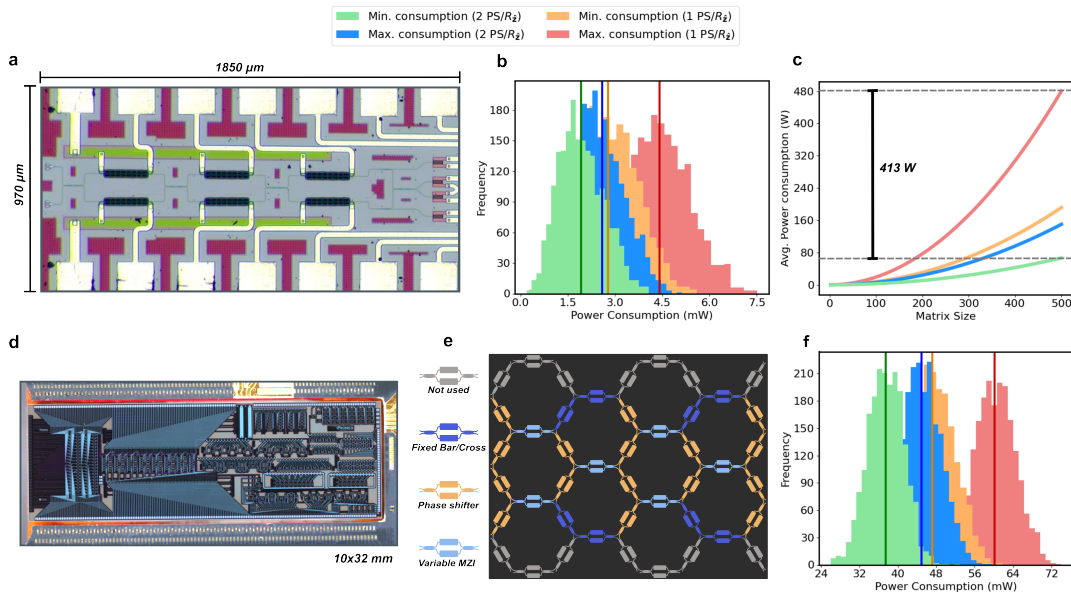 Min. consumption (2 PS/Rẑ)
Max. consumption (2 PS/Rẑ)
Min. consumption (1 PS/Rẑ)
Max. consumption (1 PS/Rẑ)
a
1850 μm
970 μm
b
Frequency
180
150
120
90
60
30
0
0.0 1.5 3.0 4.5 6.0 7.5
Power Consumption (mW)
c
Avg. Power consumption (W)
480
400
320
240
160
80
0
413 W
0 100 200 300 400 500
Matrix Size
d
10x32 mm
e
Not used
Fixed Bar/Cross
Phase shifter
Variable MZI
f
Frequency
210
180
150
120
90
60
30
0
24 32 40 48 56 64 72
Power Consumption (mW)